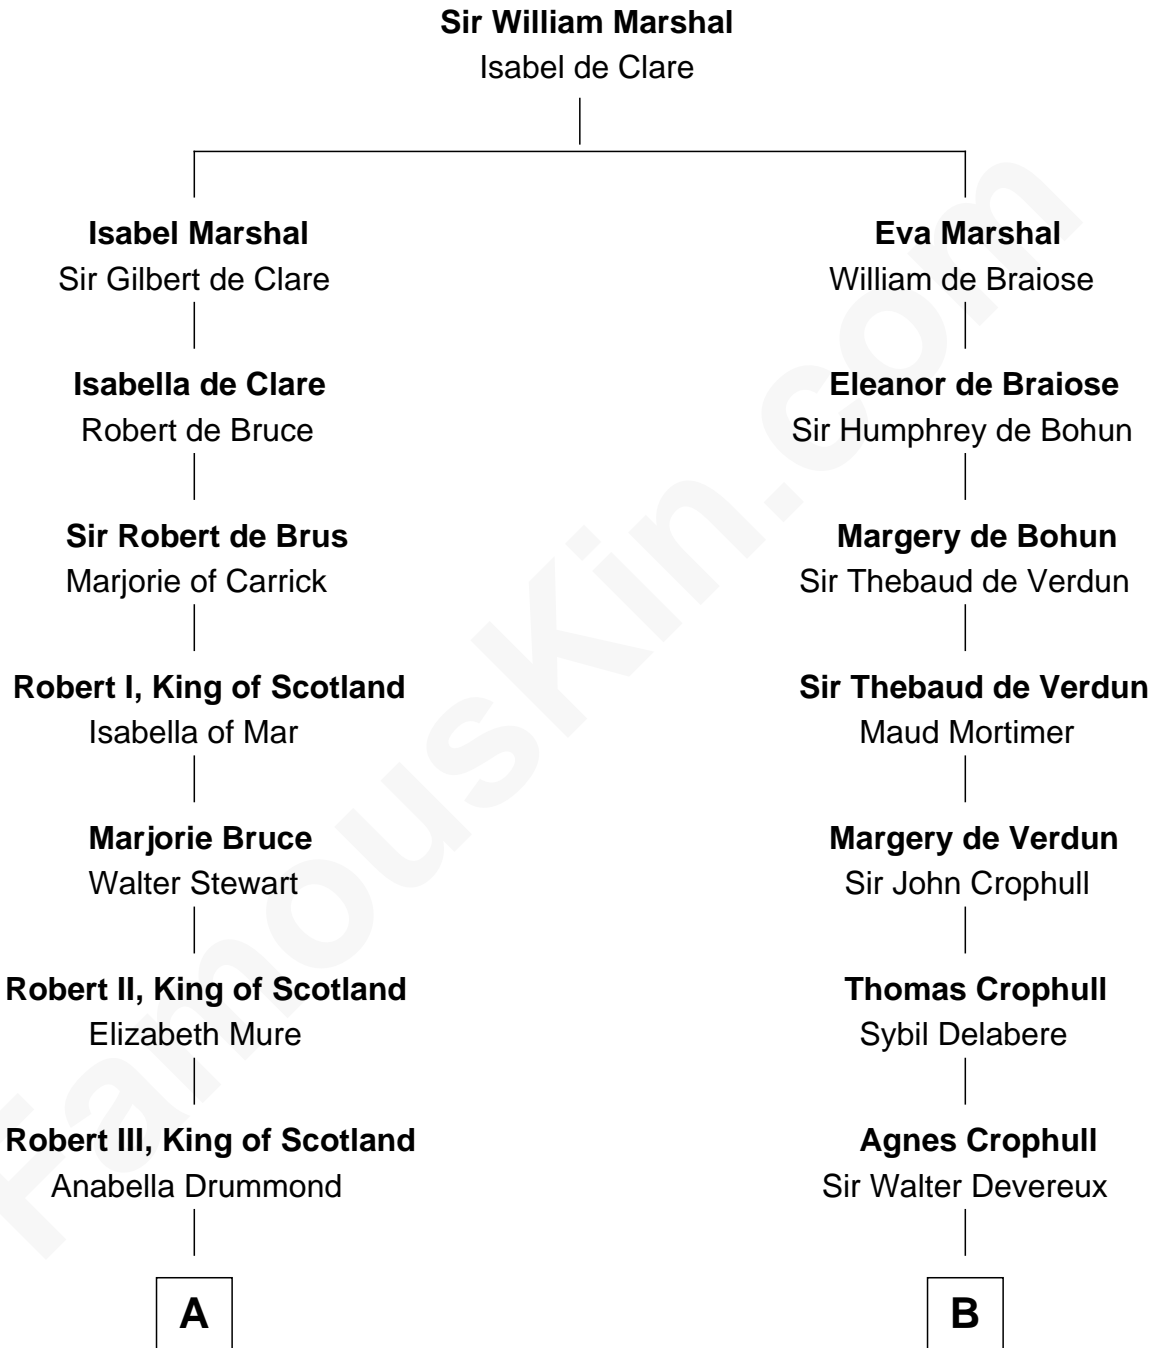 Sir William Marshal
Isabel de Clare
Isabel Marshal
Sir Gilbert de Clare
Eva Marshal
William de Braiose
Isabella de Clare
Robert de Bruce
Eleanor de Braiose
Sir Humphrey de Bohun
Sir Robert de Brus
Marjorie of Carrick
Margery de Bohun
Sir Thebaud de Verdun
Robert I, King of Scotland
Isabella of Mar
Sir Thebaud de Verdun
Maud Mortimer
Marjorie Bruce
Walter Stewart
Margery de Verdun
Sir John Crophull
Robert II, King of Scotland
Elizabeth Mure
Thomas Crophull
Sybil Delabere
Robert III, King of Scotland
Anabella Drummond
Agnes Crophull
Sir Walter Devereux
A
B
FamousKin.com